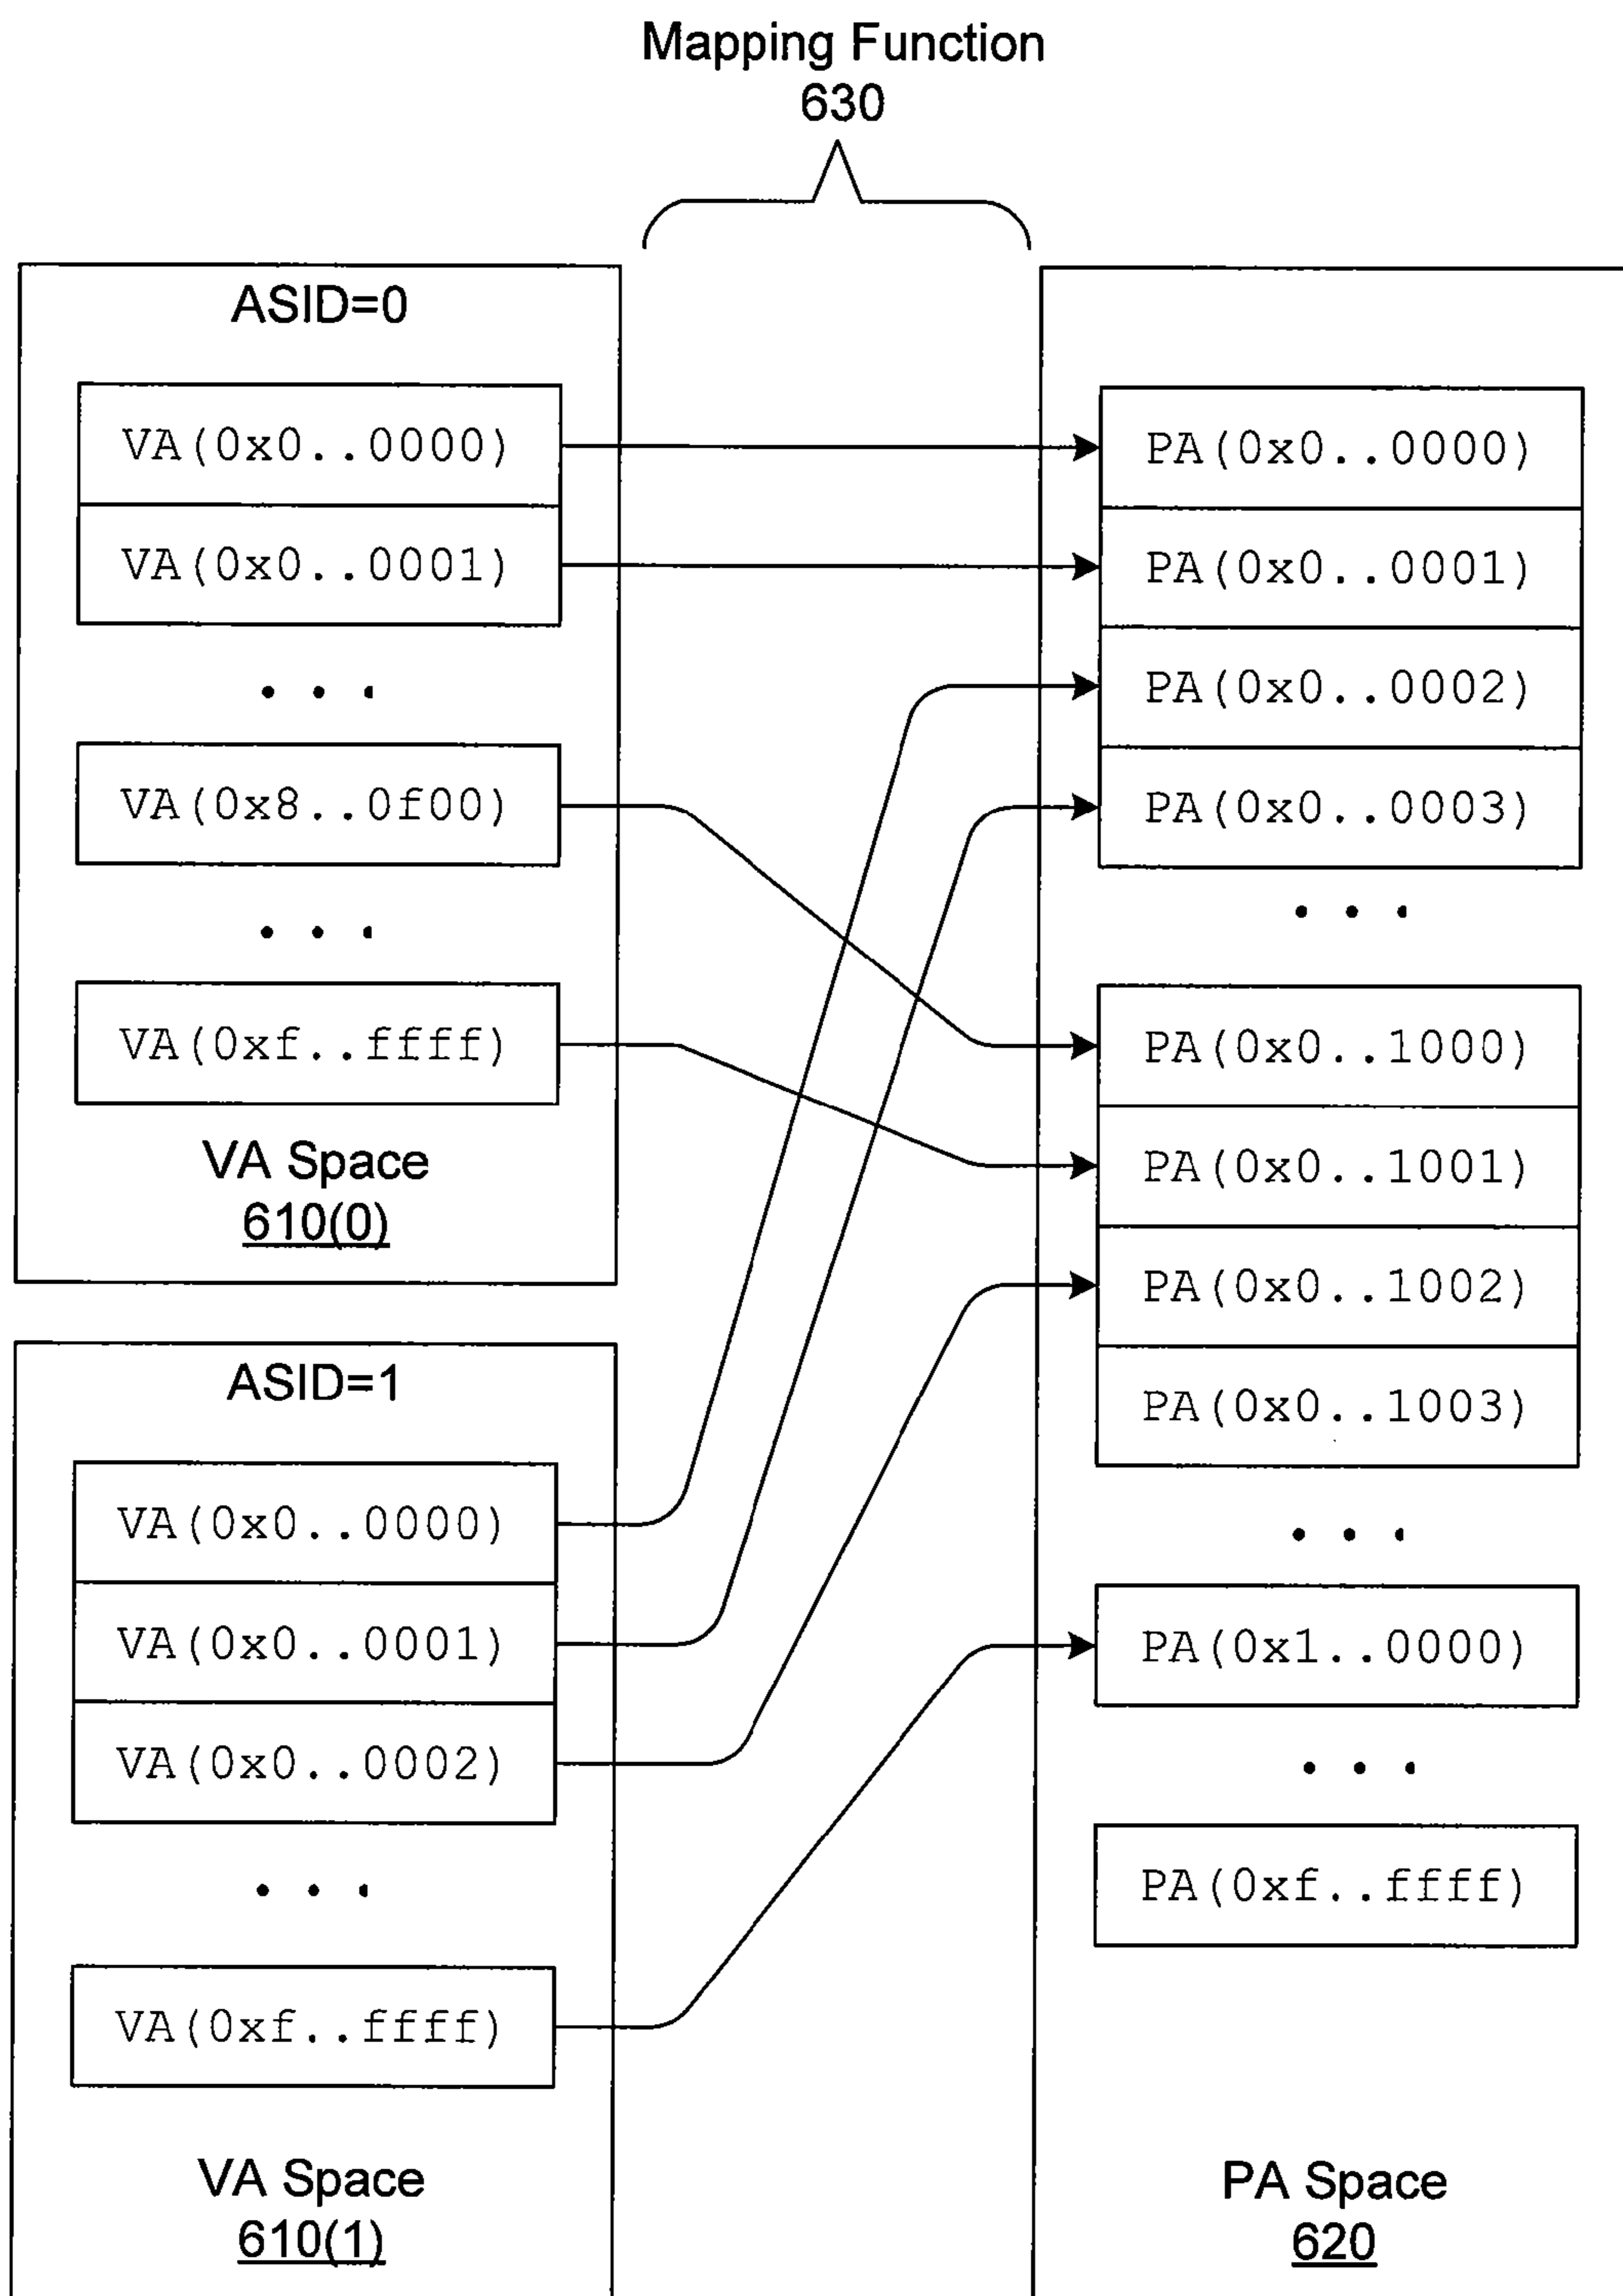 Mapping Function
630
ASID=0
VA(0x0..0000)
VA(0x0..0001)
. . .
VA(0x8..0f00)
. . .
VA(0xf..ffff)
VA Space
610(0)
ASID=1
VA(0x0..0000)
VA(0x0..0001)
VA(0x0..0002)
. . .
VA(0xf..ffff)
VA Space
610(1)
PA(0x0..0000)
PA(0x0..0001)
PA(0x0..0002)
PA(0x0..0003)
. . .
PA(0x0..1000)
PA(0x0..1001)
PA(0x0..1002)
PA(0x0..1003)
. . .
PA(0x1..0000)
. . .
PA(0xf..ffff)
PA Space
620